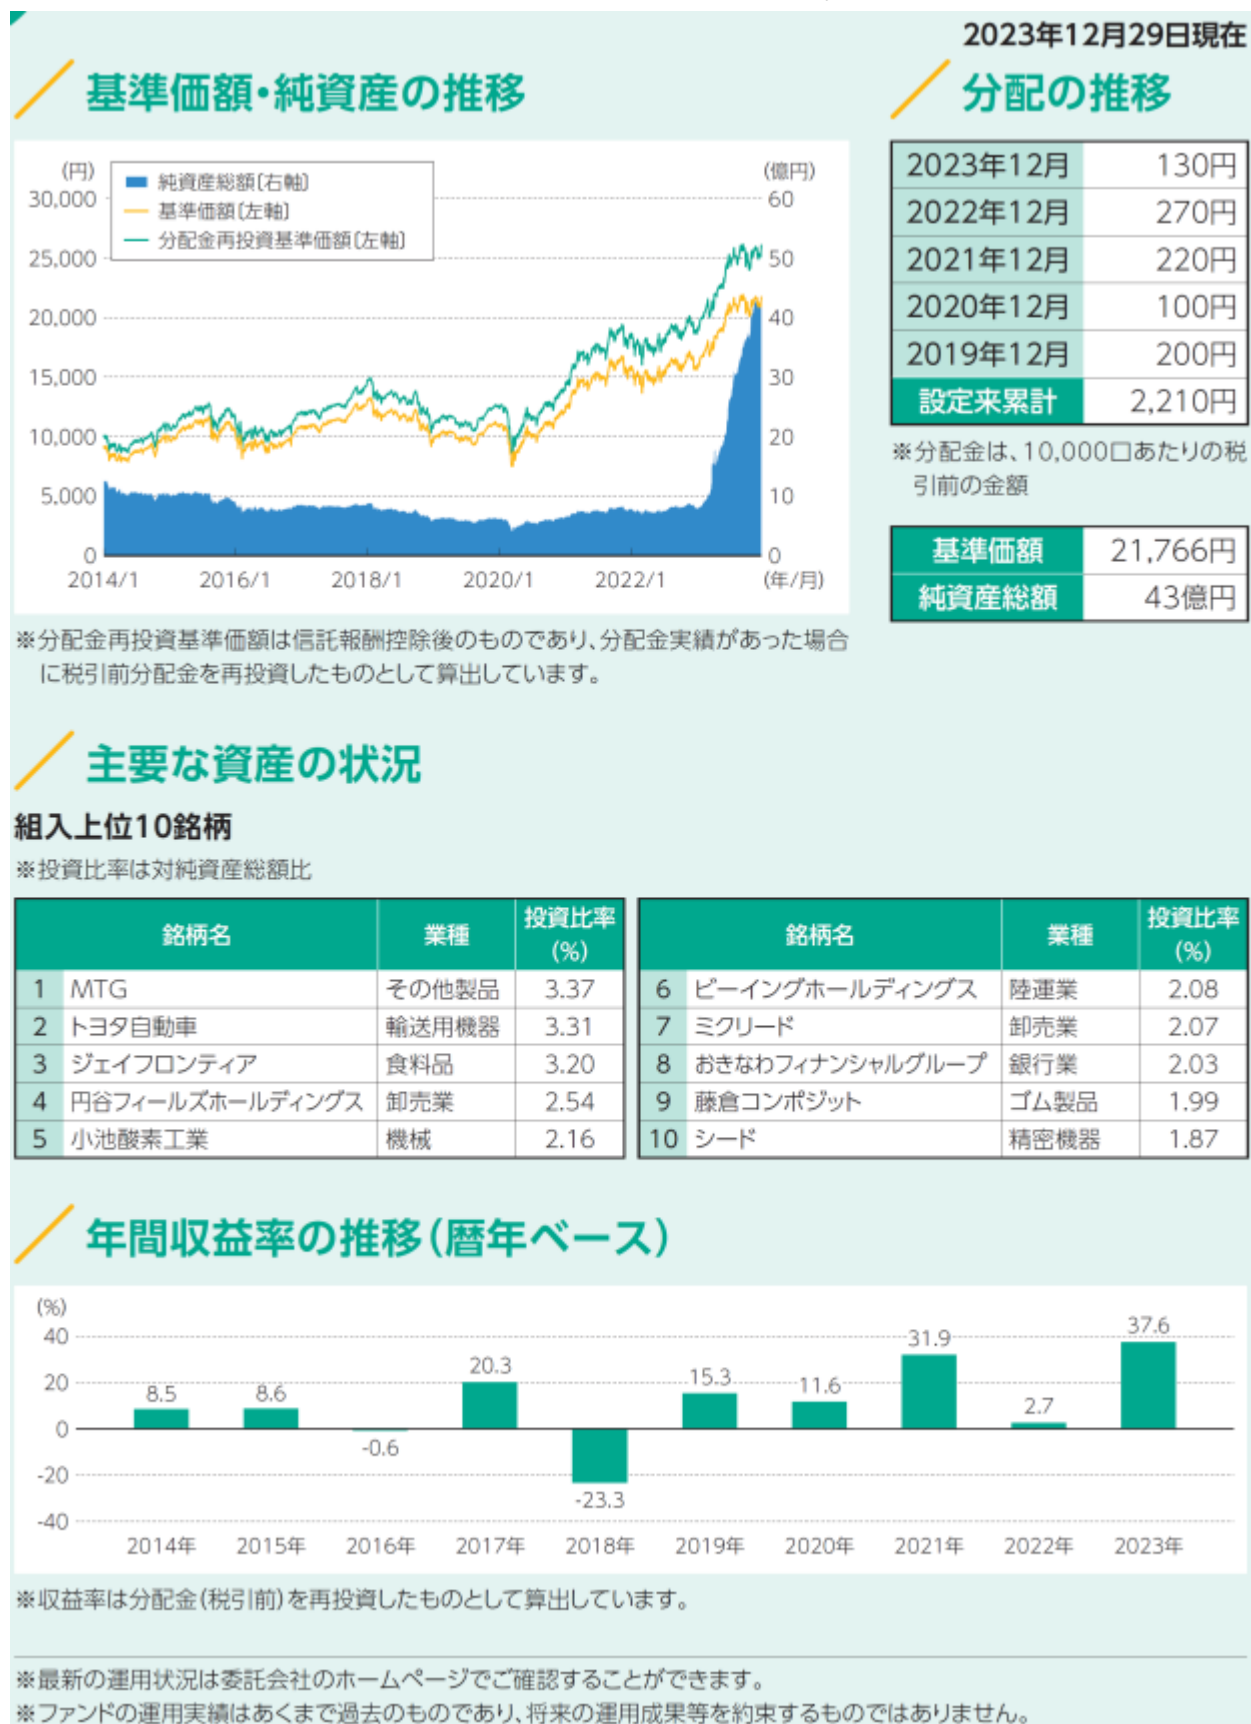 2023年12月29日現在
基準価額・純資産の推移
(円)
(億円)
純資産総額〔右軸〕
基準価額〔左軸〕
分配金再投資基準価額〔左軸〕
30,000
25,000
20,000
15,000
10,000
5,000
0
60
50
40
30
20
10
0
2014/1 2016/1 2018/1 2020/1 2022/1 (年/月)
※分配金再投資基準価額は信託報酬控除後のものであり、分配金実績があった場合
に税引前分配金を再投資したものとして算出しています。
分配の推移
2023年12月 130円
2022年12月 270円
2021年12月 220円
2020年12月 100円
2019年12月 200円
設定来累計 2,210円
※分配金は、10,000口あたりの税
引前の金額
基準価額 21,766円
純資産総額 43億円
主要な資産の状況
組入上位10銘柄
※投資比率は対純資産総額比
銘柄名 業種 投資比率
(%)
1 MTG その他製品 3.37
2 トヨタ自動車 輸送用機器 3.31
3 ジェイフロンティア 食料品 3.20
4 円谷フィールズホールディングス 卸売業 2.54
5 小池酸素工業 機械 2.16
銘柄名 業種 投資比率
(%)
6 ビーイングホールディングス 陸運業 2.08
7 ミクリード 卸売業 2.07
8 おきなわフィナンシャルグループ 銀行業 2.03
9 藤倉コンポジット ゴム製品 1.99
10 シード 精密機器 1.87
年間収益率の推移(暦年ベース)
(%)
40
20
0
-20
-40
8.5 8.6 -0.6 20.3 -23.3 15.3 11.6 31.9 2.7 37.6
2014年 2015年 2016年 2017年 2018年 2019年 2020年 2021年 2022年 2023年
※収益率は分配金(税引前)を再投資したものとして算出しています。
※最新の運用状況は委託会社のホームページでご確認することができます。
※ファンドの運用実績はあくまで過去のものであり、将来の運用成果等を約束するものではありません。